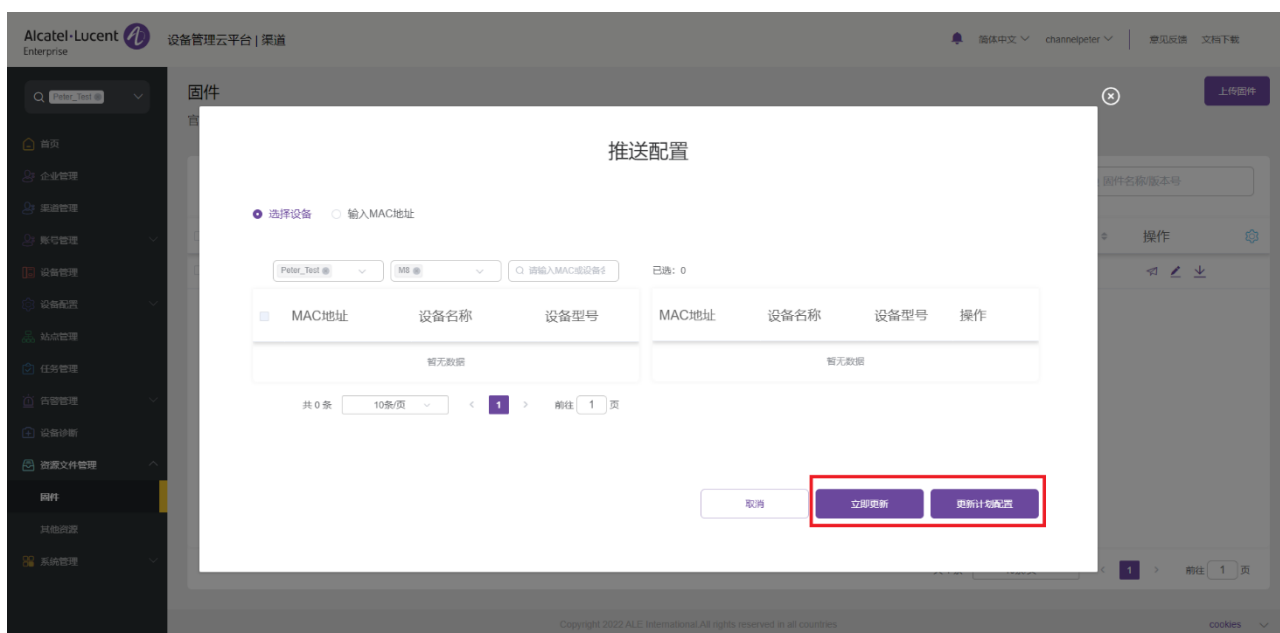 Alcatel·Lucent
Enterprise
设备管理云平台 | 渠道
简体中文
channelpeter
意见反馈
文档下载
Peter_Test
固件
上传固件
官
首页
企业管理
渠道管理
账号管理
设备管理
设备配置
站点管理
任务管理
告警管理
设备诊断
资源文件管理
固件
其他资源
系统管理
固件名称/版本号
操作
推送配置
选择设备
输入MAC地址
Peter_Test
M8
请输入MAC或设备名
已选: 0
MAC地址 设备名称 设备型号
暂无数据
MAC地址 设备名称 设备型号 操作
暂无数据
共 0 条 10条/页 1 前往 1 页
取消 立即更新 更新计划配置
1 前往 1 页
Copyright 2022 ALE International.All rights reserved in all countries
cookies